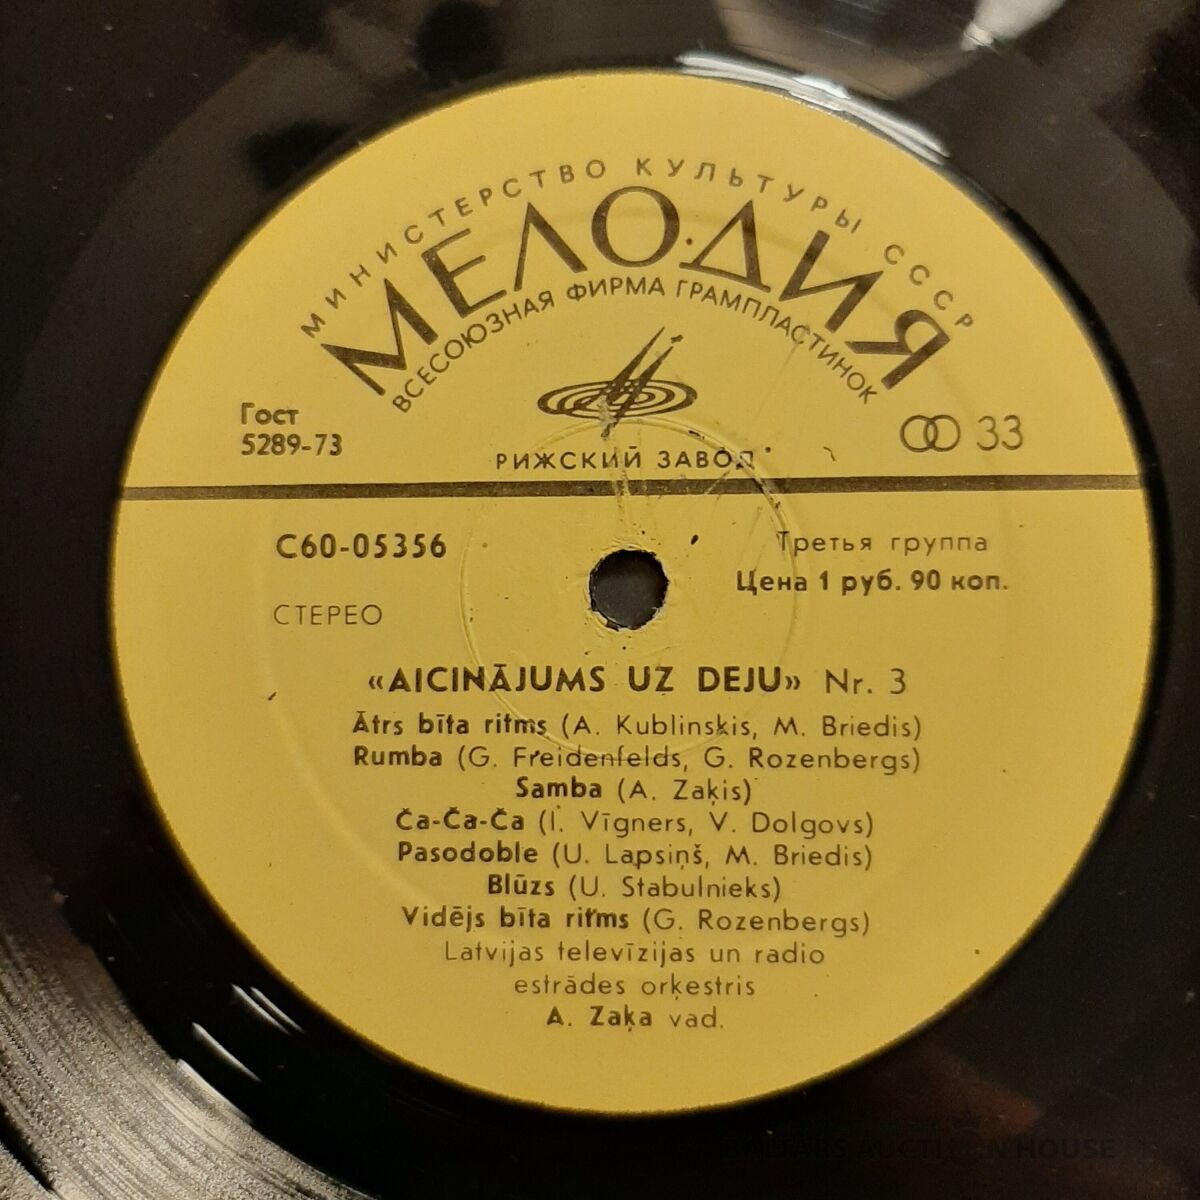 МИНИСТЕРСТВО КУЛЬТУРЫ СССР
МЕЛОДИЯ
ВСЕСОЮЗНАЯ ФИРМА ГРАМПЛАСТИНОК
Гост
5289-73
33
РИЖСКИЙ ЗАВОД
С60-05356
Третья группа
Цена 1 руб. 90 коп.
СТЕРЕО
«AICINĀJUMS UZ DEJU» Nr. 3
Ātrs bīta ritms (A. Kublinskis, M. Briedis)
Rumba (G. Freidenfelds, G. Rozenbergs)
Samba (A. Zaķis)
Ča-Ča-Ča (I. Vīgners, V. Dolgovs)
Pasodoble (U. Lapsiņš, M. Briedis)
Blūzs (U. Stabulnieks)
Vidējs bīta ritms (G. Rozenbergs)
Latvijas televīzijas un radio
estrādes orķestris
A. Zaķa vad.
AUCTION HOUSE